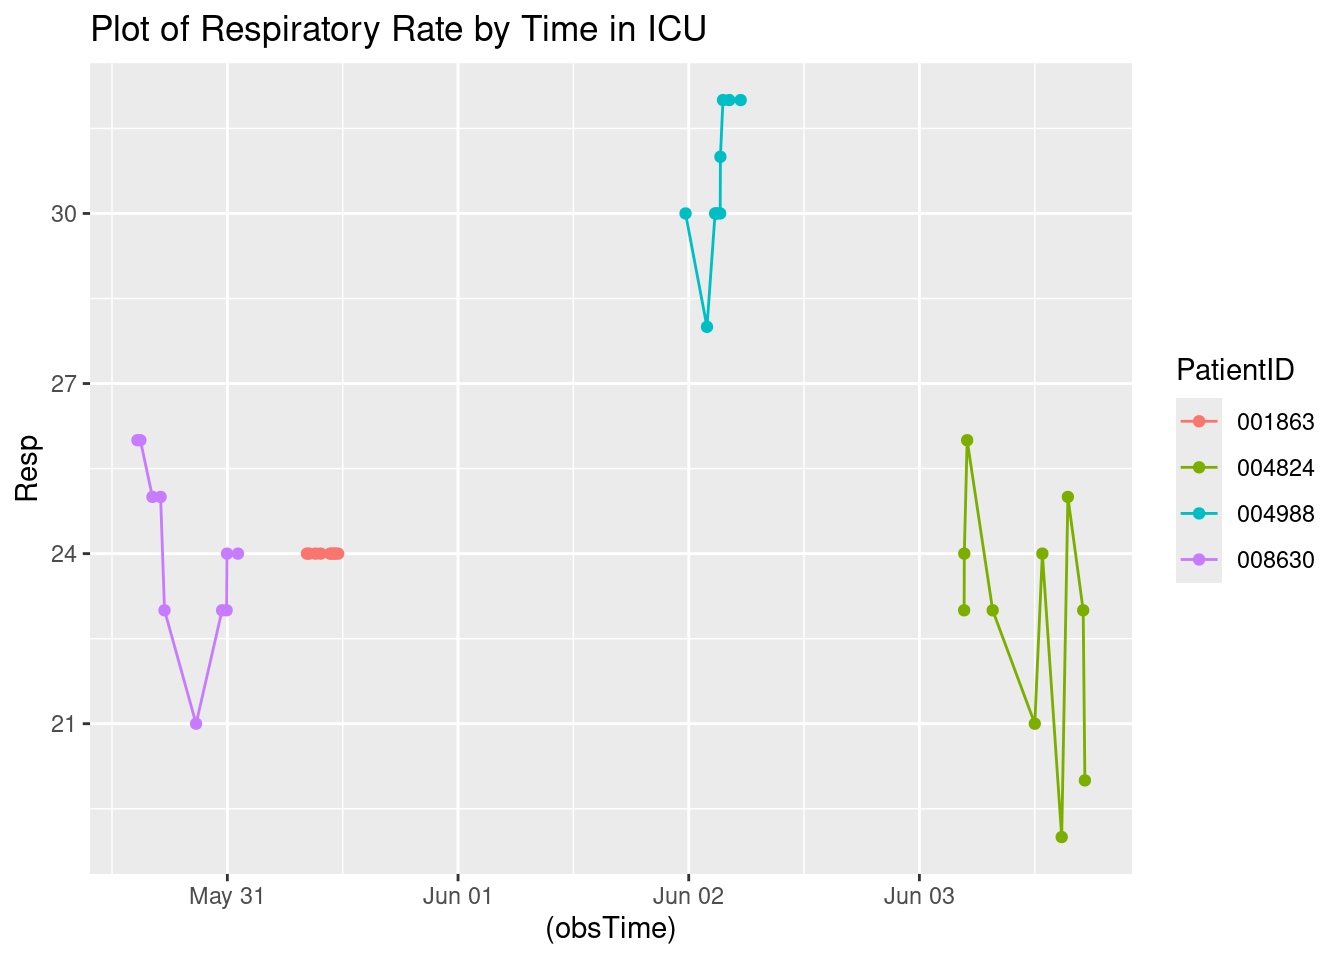 Plot of Respiratory Rate by Time in ICU
Resp
30
27
24
21
May 31
Jun 01
Jun 02
Jun 03
(obsTime)
PatientID
001863
004824
004988
008630